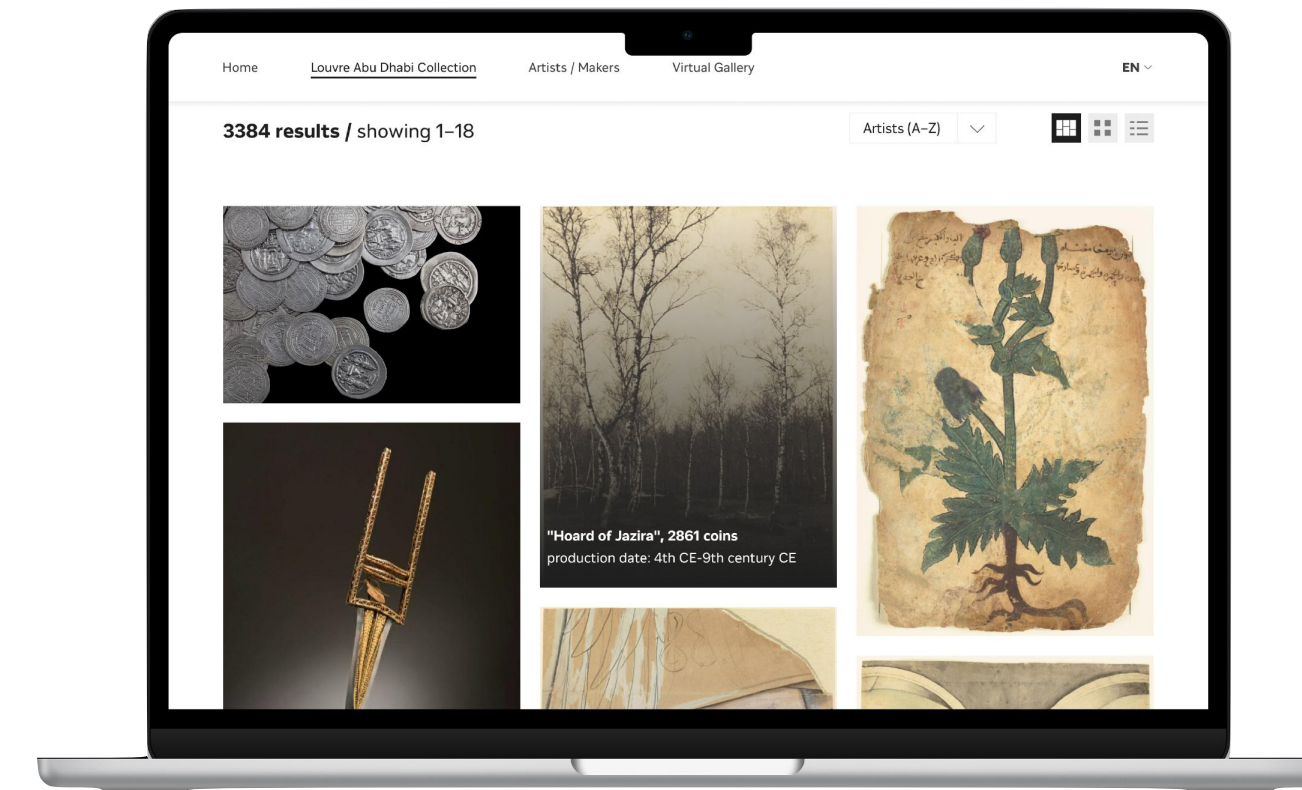 Home Louvre Abu Dhabi Collection Artists / Makers Virtual Gallery EN
3384 results / showing 1–18
Artists (A–Z)
"Hoard of Jazira", 2861 coins
production date: 4th CE-9th century CE